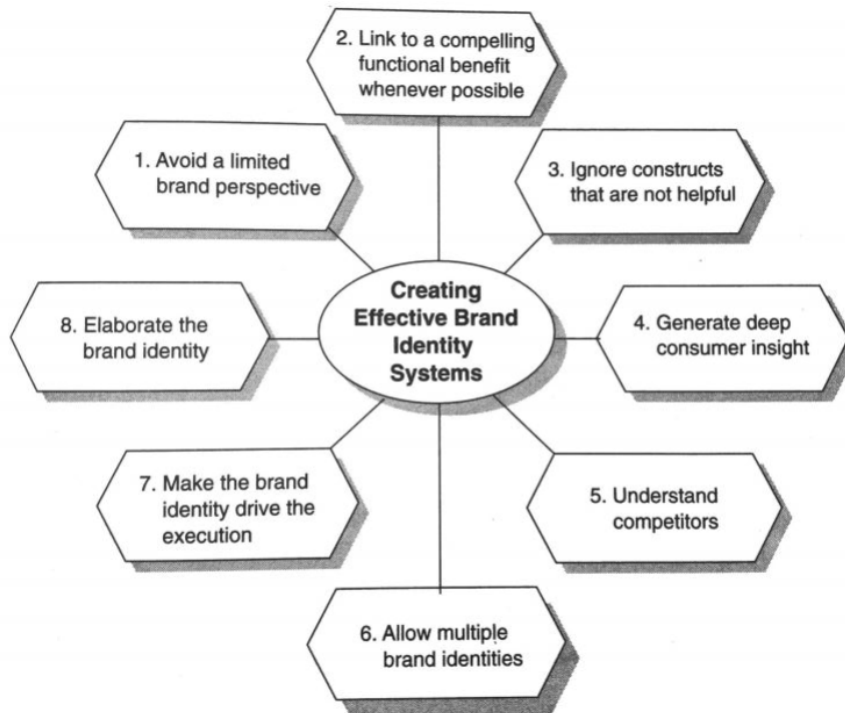 2. Link to a compelling
functional benefit
whenever possible
1. Avoid a limited
brand perspective
3. Ignore constructs
that are not helpful
Creating
Effective Brand
Identity
Systems
8. Elaborate the
brand identity
4. Generate deep
consumer insight
7. Make the brand
identity drive the
execution
5. Understand
competitors
6. Allow multiple
brand identities